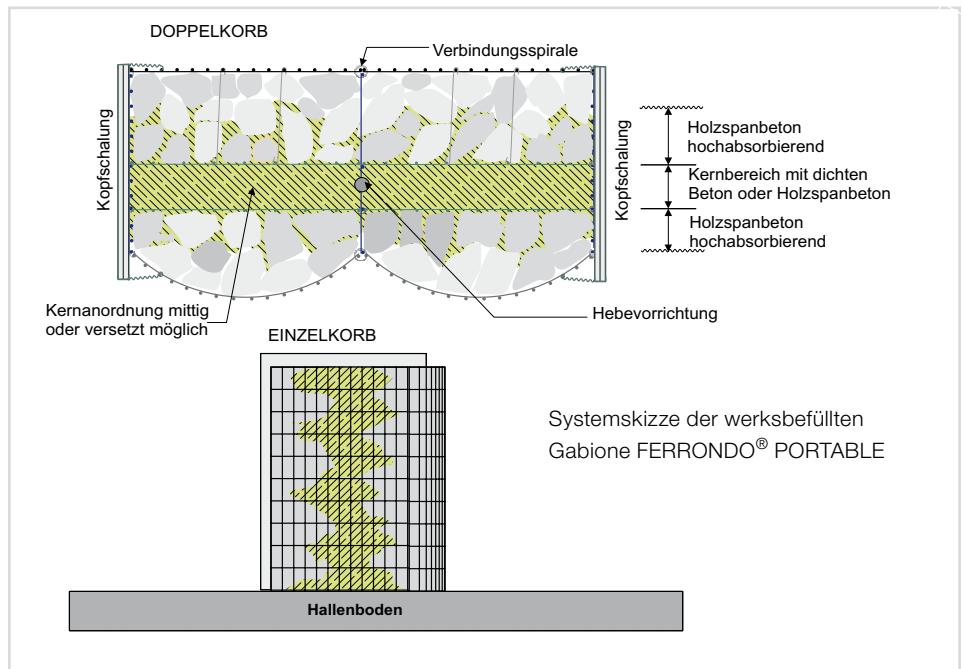 DOPPELKORB
Verbindungsspirale
Kopfschalung
Kopfschalung
Holzspanbeton
hochabsorbierend
Kernbereich mit dichten
Beton oder Holzspanbeton
Holzspanbeton
hochabsorbierend
Kernanordnung mittig
oder versetzt möglich
Hebevorrichtung
EINZELKORB
Systemskizze der werksbefüllten
Gabione FERRONDO® PORTABLE
Hallenboden